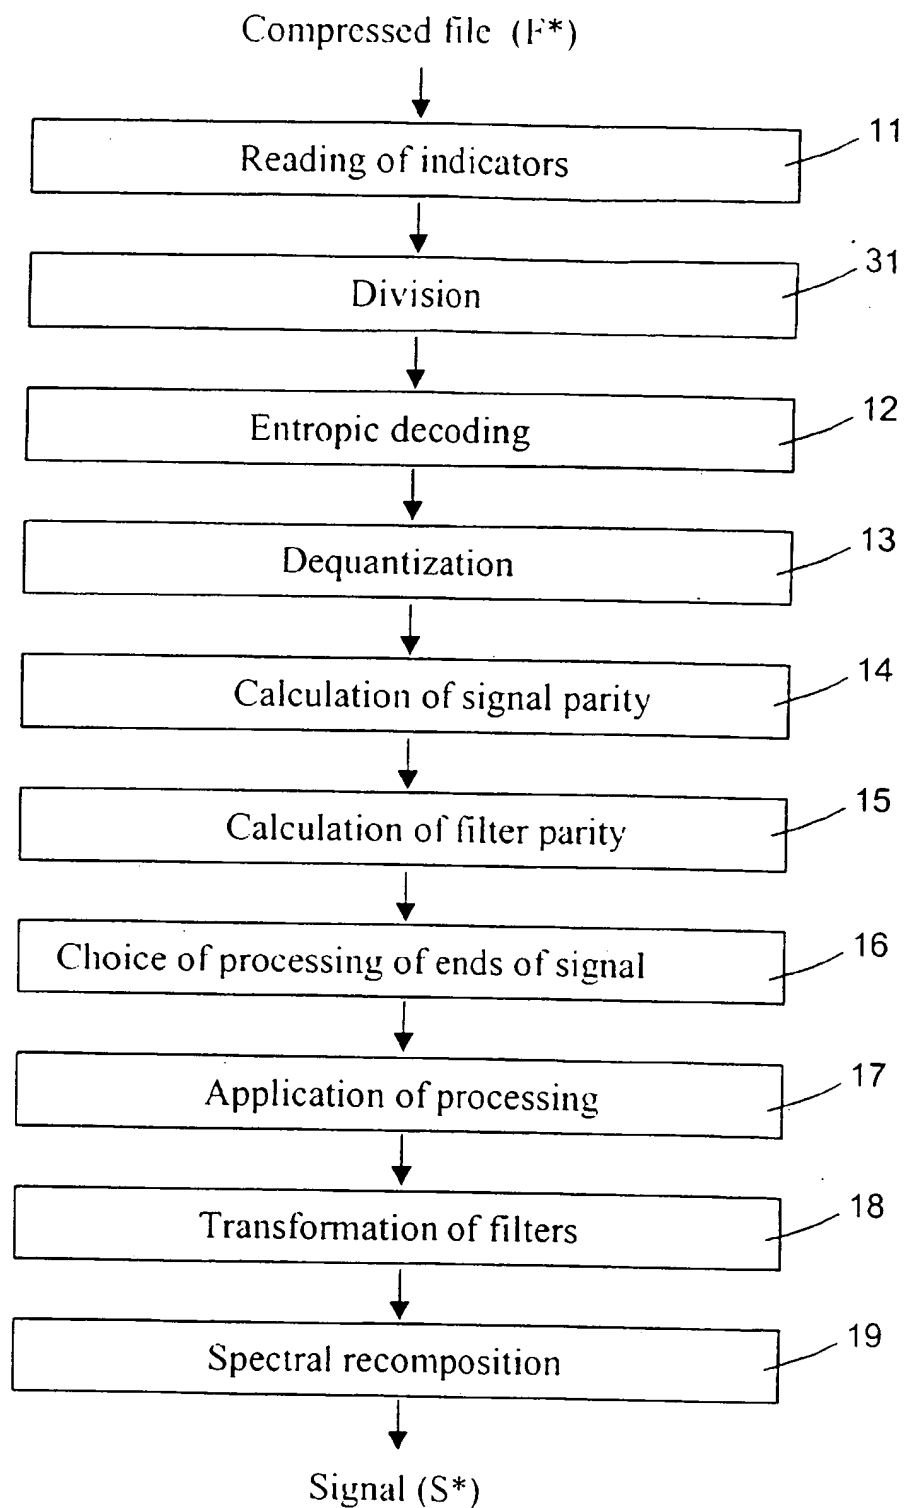 Compressed file (F*)
Reading of indicators
11
Division
31
Entropic decoding
12
Dequantization
13
Calculation of signal parity
14
Calculation of filter parity
15
Choice of processing of ends of signal
16
Application of processing
17
Transformation of filters
18
Spectral recomposition
19
Signal (S*)